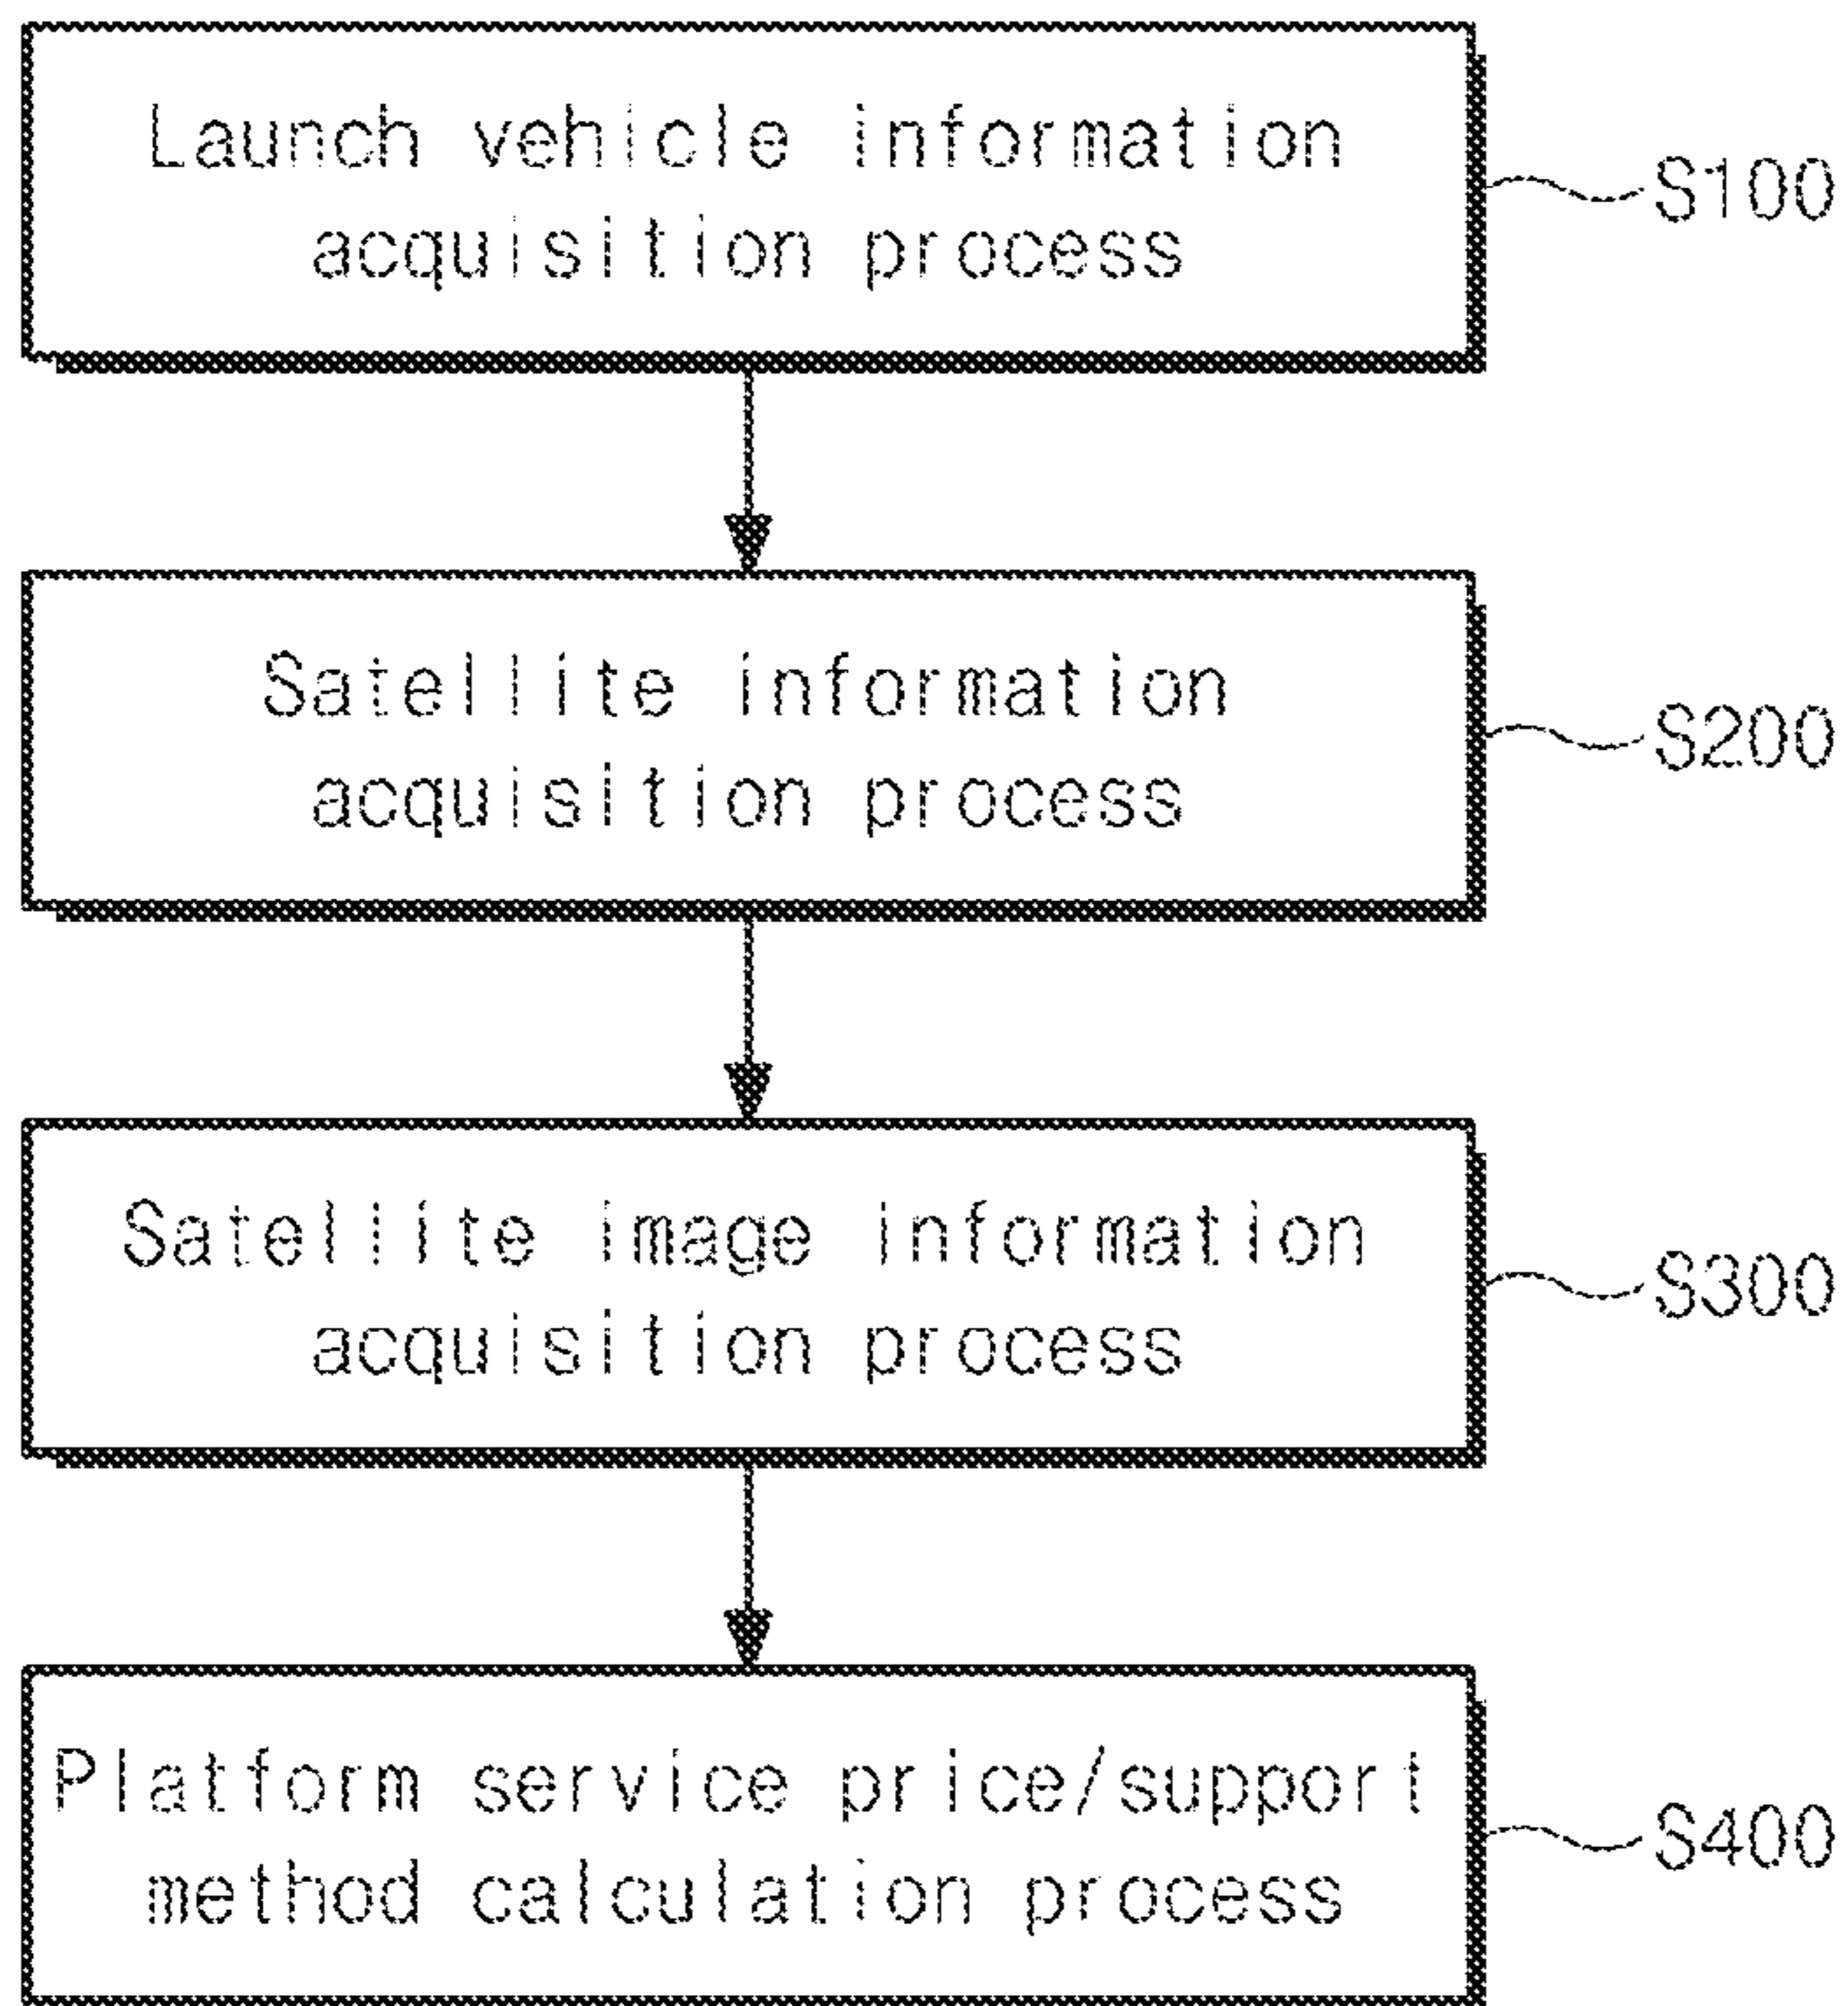 Launch vehicle information
acquisition process
S100
Satellite information
acquisition process
S200
Satellite image information
acquisition process
S300
Platform service price/support
method calculation process
S400